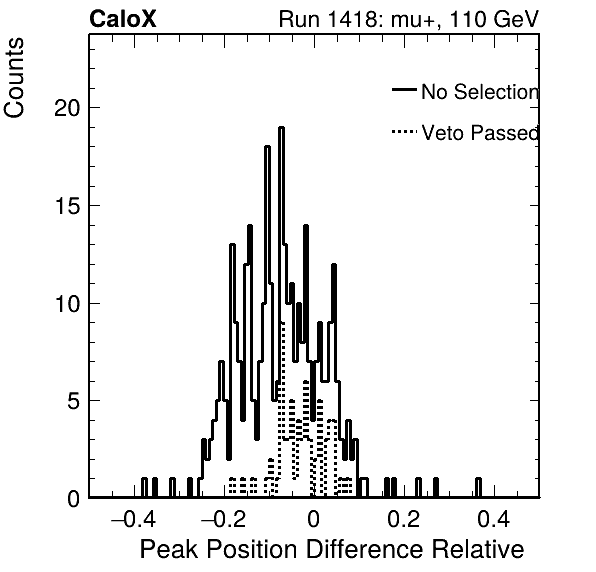 CaloX Run 1418: mu+, 110 GeV
Counts
No Selection
Veto Passed
20
15
10
5
0
−0.4 −0.2 0 0.2 0.4
Peak Position Difference Relative